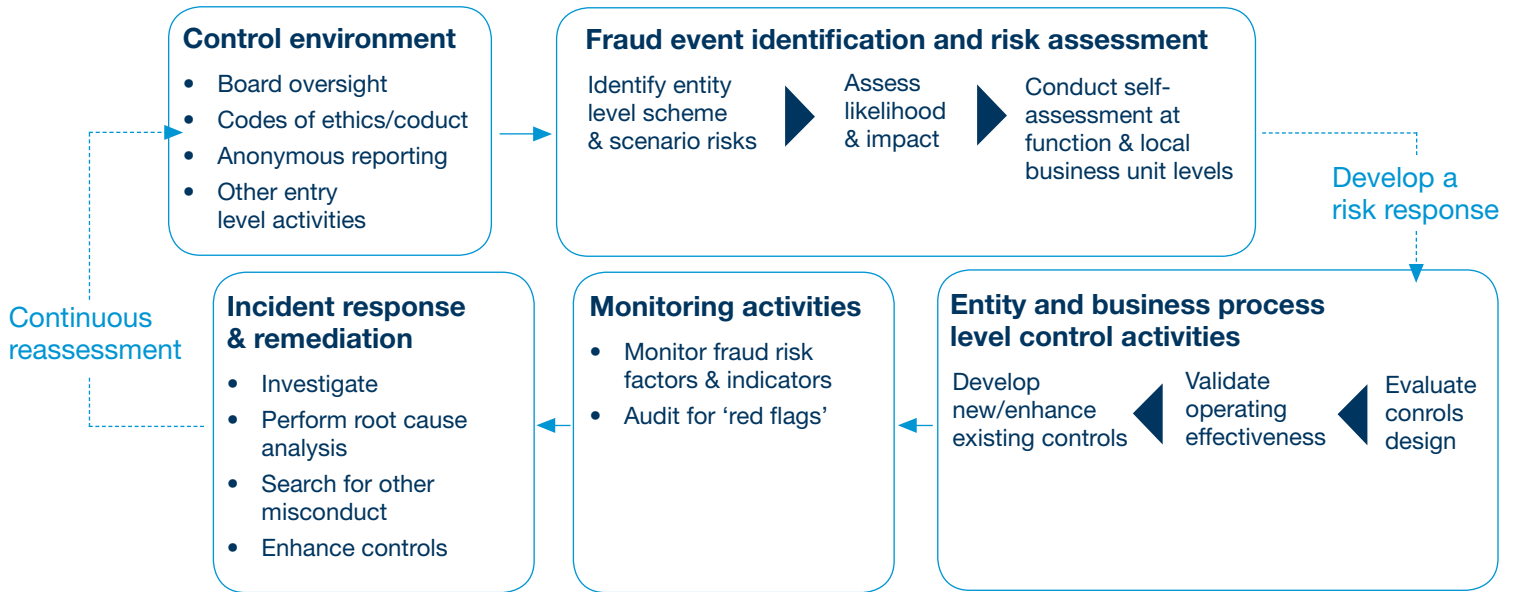 Control environment
• Board oversight
• Codes of ethics/coduct
• Anonymous reporting
• Other entry
level activities
Fraud event identification and risk assessment
Identify entity
level scheme
& scenario risks
Assess
likelihood
& impact
Conduct self-
assessment at
function & local
business unit levels
Develop a
risk response
Entity and business process
level control activities
Evaluate
conrols
design
Validate
operating
effectiveness
Develop
new/enhance
existing controls
Monitoring activities
• Monitor fraud risk
factors & indicators
• Audit for ‘red flags’
Incident response
& remediation
• Investigate
• Perform root cause
analysis
• Search for other
misconduct
• Enhance controls
Continuous
reassessment